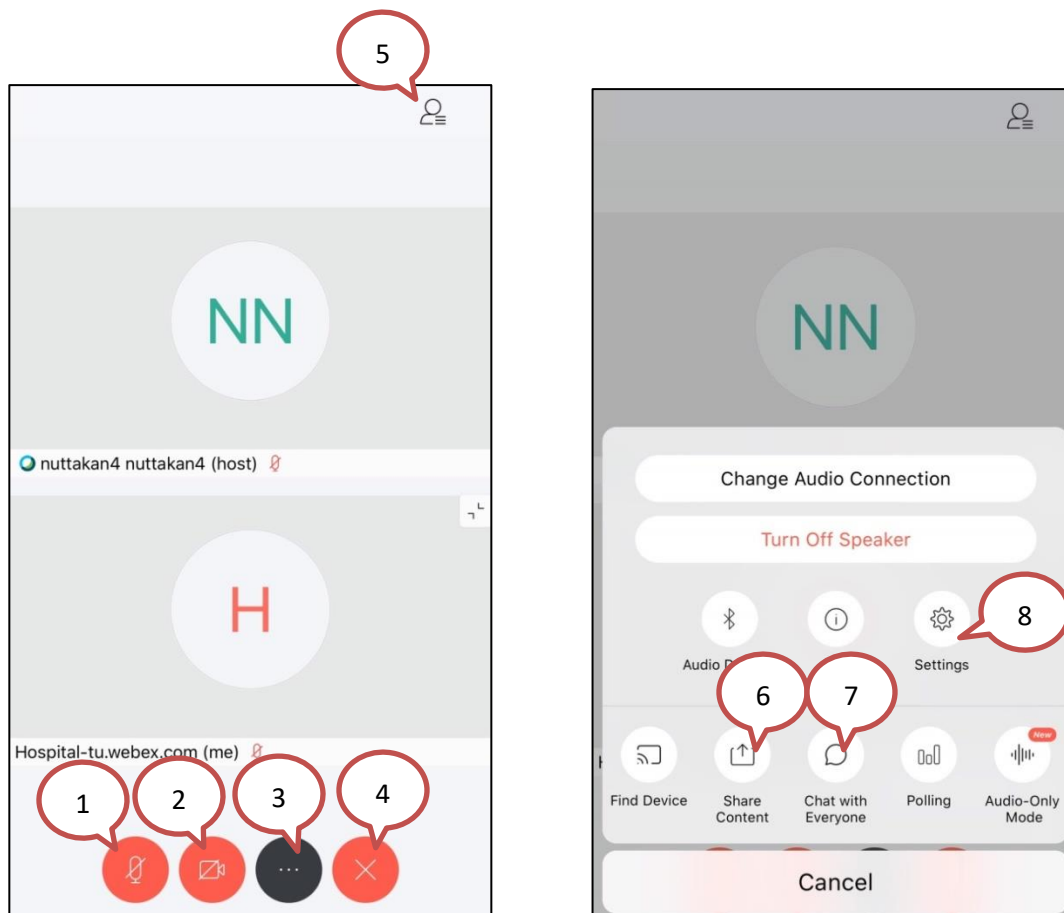 5
NN
nuttakan4 nuttakan4 (host)
H
Hospital-tu.webex.com (me)
1
2
3
4
NN
Change Audio Connection
Turn Off Speaker
8
Audio
Settings
6
7
Find Device
Share
Content
Chat with
Everyone
Polling
New
Audio-Only
Mode
Cancel